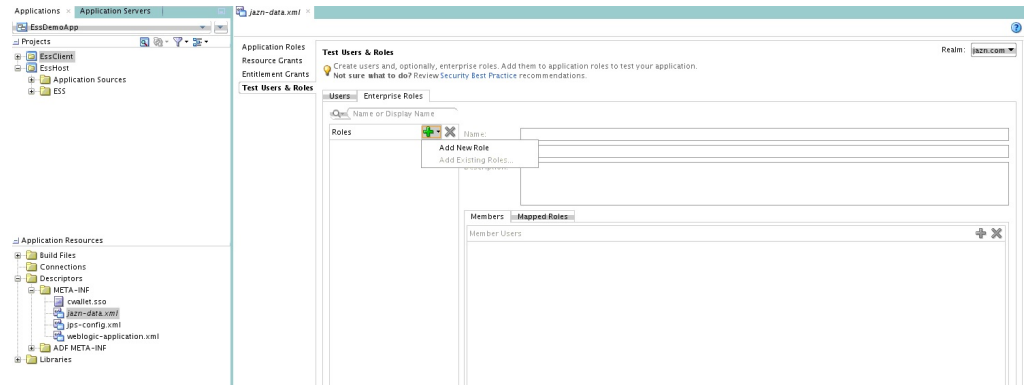 Applications
Application Servers
jazn-data.xml
EssDemoApp
Projects
EssClient
EssHost
Application Sources
ESS
Application Resources
Build Files
Connections
Descriptors
META-INF
cwallet.sso
jazn-data.xml
jps-config.xml
weblogic-application.xml
ADF META-INF
Libraries
Application Roles
Resource Grants
Entitlement Grants
Test Users & Roles
Test Users & Roles
Realm: jazn.com
Create users and, optionally, enterprise roles. Add them to application roles to test your application.
Not sure what to do? Review Security Best Practice recommendations.
Users
Enterprise Roles
Name or Display Name
Roles
Name:
Add New Role
Add Existing Roles...
Members
Mapped Roles
Member Users